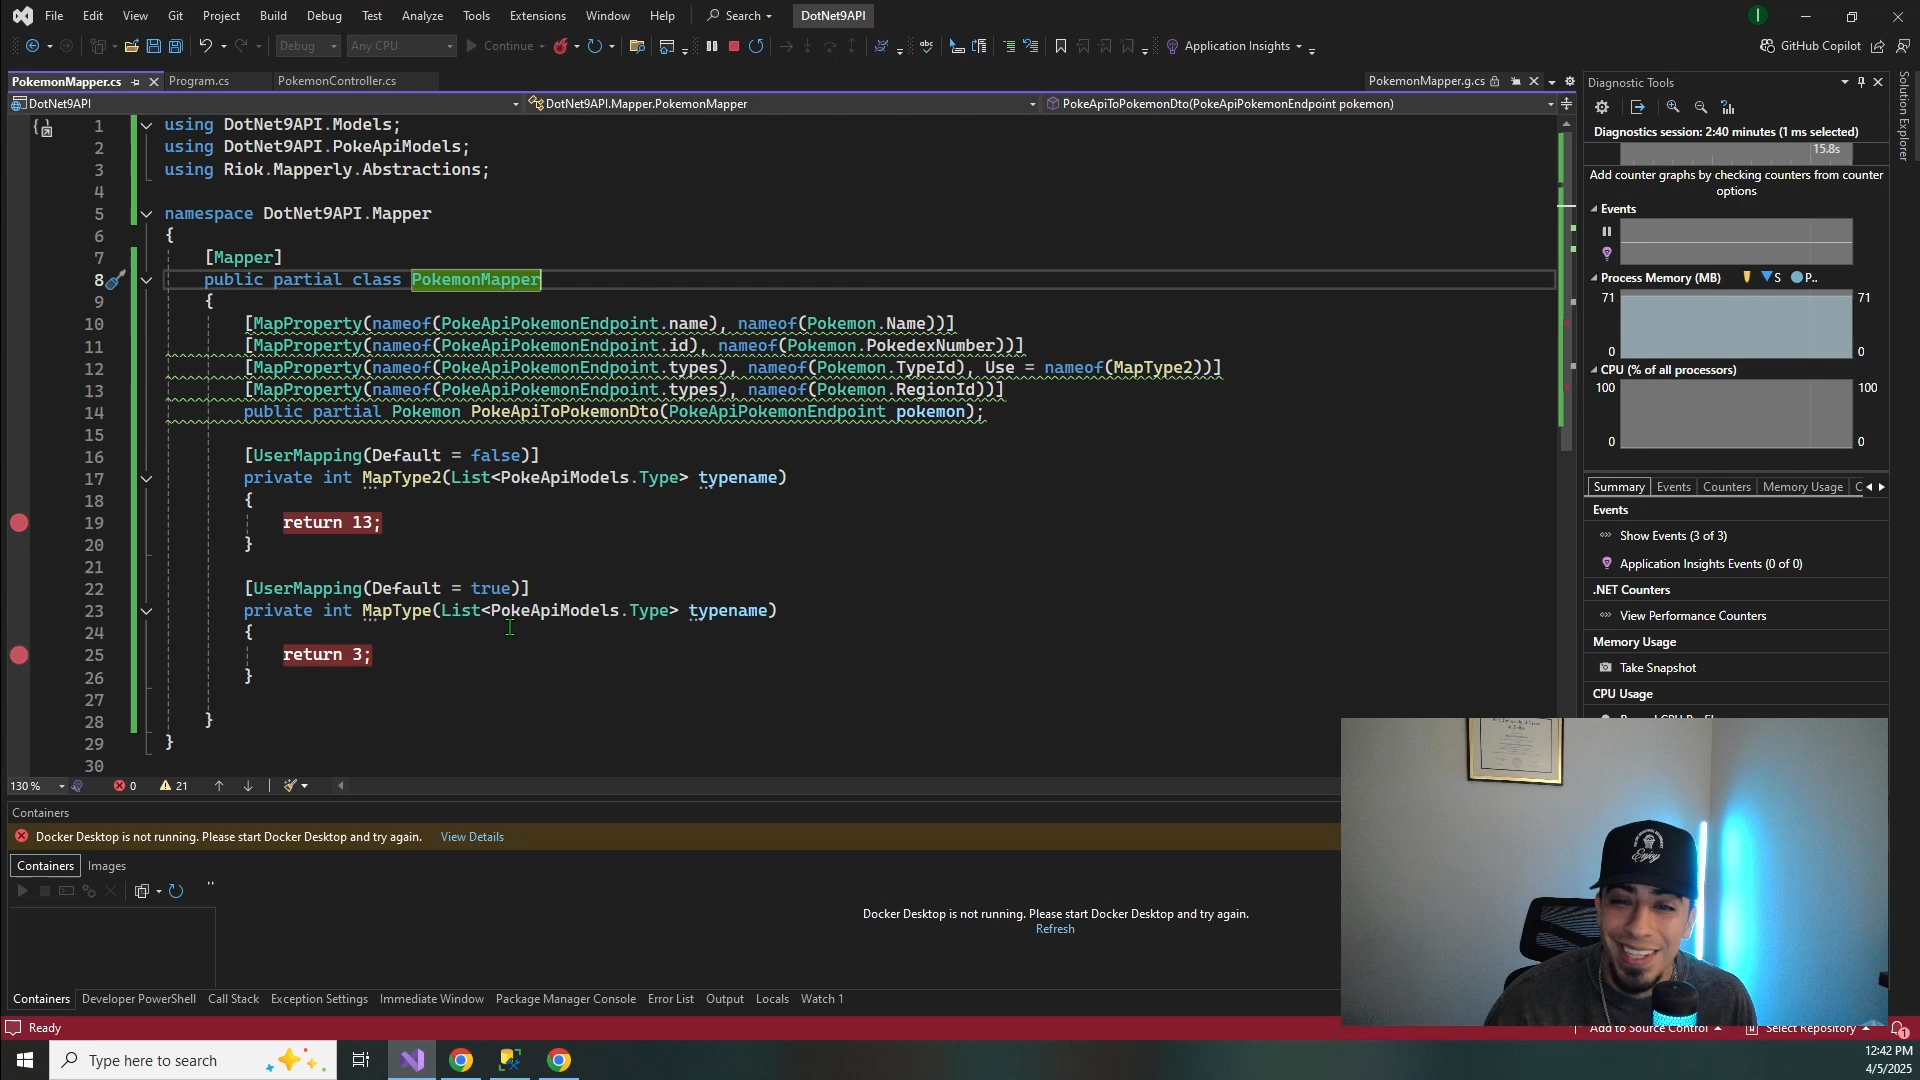 File Edit View Git Project Build Debug Test Analyze Tools Extensions Window Help Search DotNet9API
Debug Any CPU Continue Application Insights GitHub Copilot
PokemonMapper.cs Program.cs PokemonController.cs PokemonMapper.g.cs
DotNet9API DotNet9API.Mapper.PokemonMapper PokeApiToPokemonDto(PokeApiPokemonEndpoint pokemon)
1 using DotNet9API.Models;
2 using DotNet9API.PokeApiModels;
3 using Riok.Mapperly.Abstractions;
4
5 namespace DotNet9API.Mapper
6 {
7 [Mapper]
8 public partial class PokemonMapper
9 {
10 [MapProperty(nameof(PokeApiPokemonEndpoint.name), nameof(Pokemon.Name))]
11 [MapProperty(nameof(PokeApiPokemonEndpoint.id), nameof(Pokemon.PokedexNumber))]
12 [MapProperty(nameof(PokeApiPokemonEndpoint.types), nameof(Pokemon.TypeId), Use = nameof(MapType2))]
13 [MapProperty(nameof(PokeApiPokemonEndpoint.types), nameof(Pokemon.RegionId))]
14 public partial Pokemon PokeApiToPokemonDto(PokeApiPokemonEndpoint pokemon);
15
16 [UserMapping(Default = false)]
17 private int MapType2(List<PokeApiModels.Type> typename)
18 {
19 return 13;
20 }
21
22 [UserMapping(Default = true)]
23 private int MapType(List<PokeApiModels.Type> typename)
24 {
25 return 3;
26 }
27
28 }
29 }
30
130 % 0 21
Containers
Docker Desktop is not running. Please start Docker Desktop and try again. View Details
Containers Images
Docker Desktop is not running. Please start Docker Desktop and try again.
Refresh
Containers Developer PowerShell Call Stack Exception Settings Immediate Window Package Manager Console Error List Output Locals Watch 1
Diagnostic Tools
Diagnostics session: 2:40 minutes (1 ms selected)
15.8s
Add counter graphs by checking counters from counter
options
Events
Process Memory (MB) S P..
71 71
0 0
CPU (% of all processors)
100 100
0 0
Summary Events Counters Memory Usage C
Events
Show Events (3 of 3)
Application Insights Events (0 of 0)
.NET Counters
View Performance Counters
Memory Usage
Take Snapshot
CPU Usage
Solution Explorer
Enjoy
Ready Add to Source Control Select Repository 1
Type here to search
12:42 PM
4/5/2025